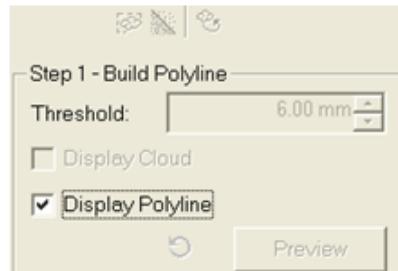 Step 1 - Build Polyline
Threshold: 6.00 mm
Display Cloud
Display Polyline
Preview